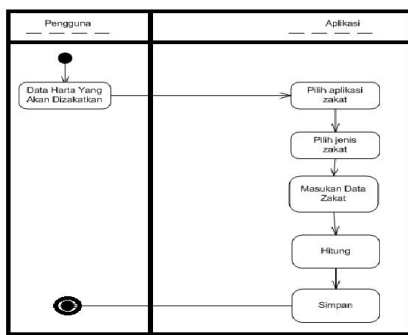 Pengguna
Aplikasi
Data Harta Yang
Akan Dizakatkan
Pilih aplikasi
zakat
Pilih jenis
zakat
Masukan Data
Zakat
Hitung
Simpan